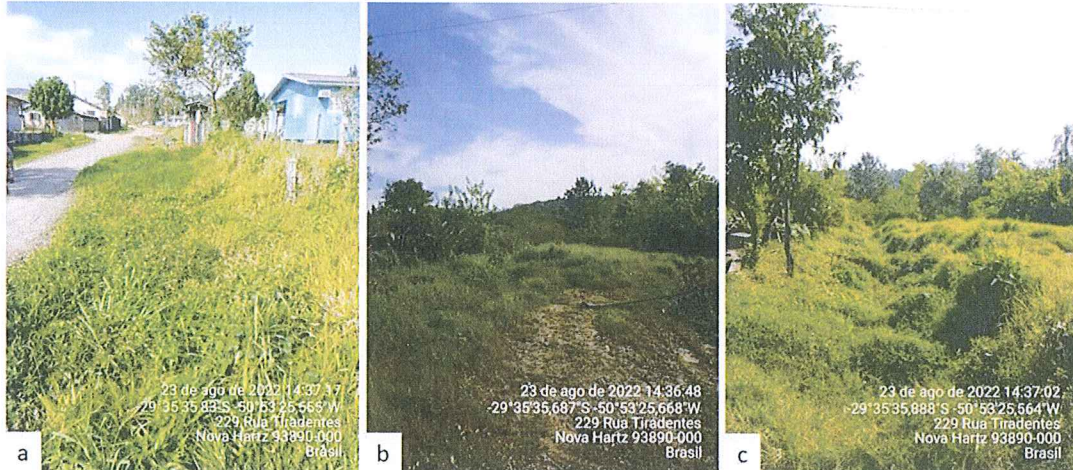 23 de ago de 2022 14:37:17
-29°35'35,83"S -50°53'25,565"W
229 Rua Tiradentes
Nova Hartz 93890-000
Brasil
a
23 de ago de 2022 14:36:48
-29°35'35,687"S -50°53'25,668"W
229 Rua Tiradentes
Nova Hartz 93890-000
Brasil
b
23 de ago de 2022 14:37:02
-29°35'35,888"S -50°53'25,564"W
229 Rua Tiradentes
Nova Hartz 93890-000
Brasil
c